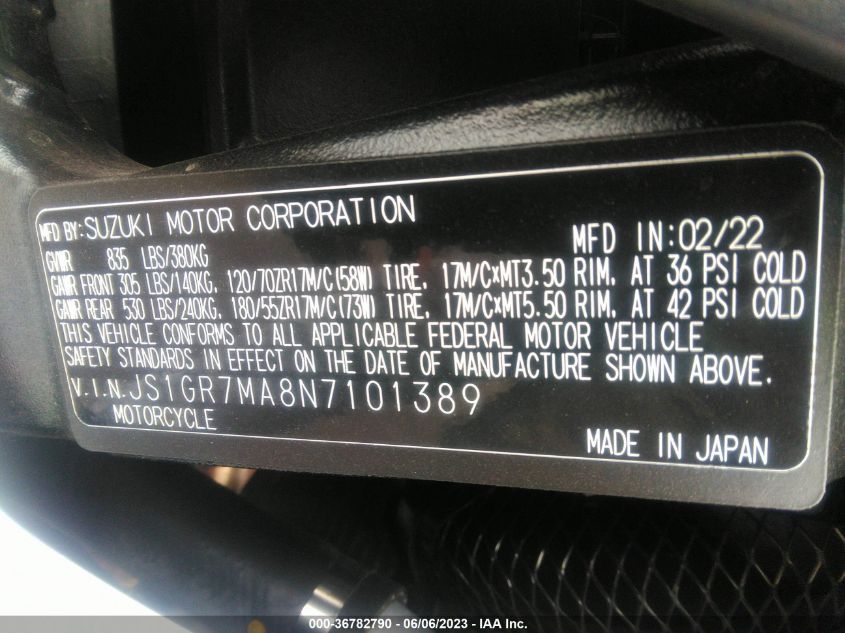 MFD BY: SUZUKI MOTOR CORPORATION
MFD IN: 02/22
GVWR 835 LBS/380KG
GAWR FRONT 305 LBS/140KG, 120/70ZR17M/C(58W) TIRE, 17M/C×MT3.50 RIM, AT 36 PSI COLD
GAWR REAR 530 LBS/240KG, 180/55ZR17M/C(73W) TIRE, 17M/C×MT5.50 RIM, AT 42 PSI COLD
THIS VEHICLE CONFORMS TO ALL APPLICABLE FEDERAL MOTOR VEHICLE
SAFETY STANDARDS IN EFFECT ON THE DATE OF MANUFACTURE SHOWN ABOVE.
V.I.N. JS1GR7MA8N7101389
MOTORCYCLE
MADE IN JAPAN
000-36782790 - 06/06/2023 - IAA Inc.